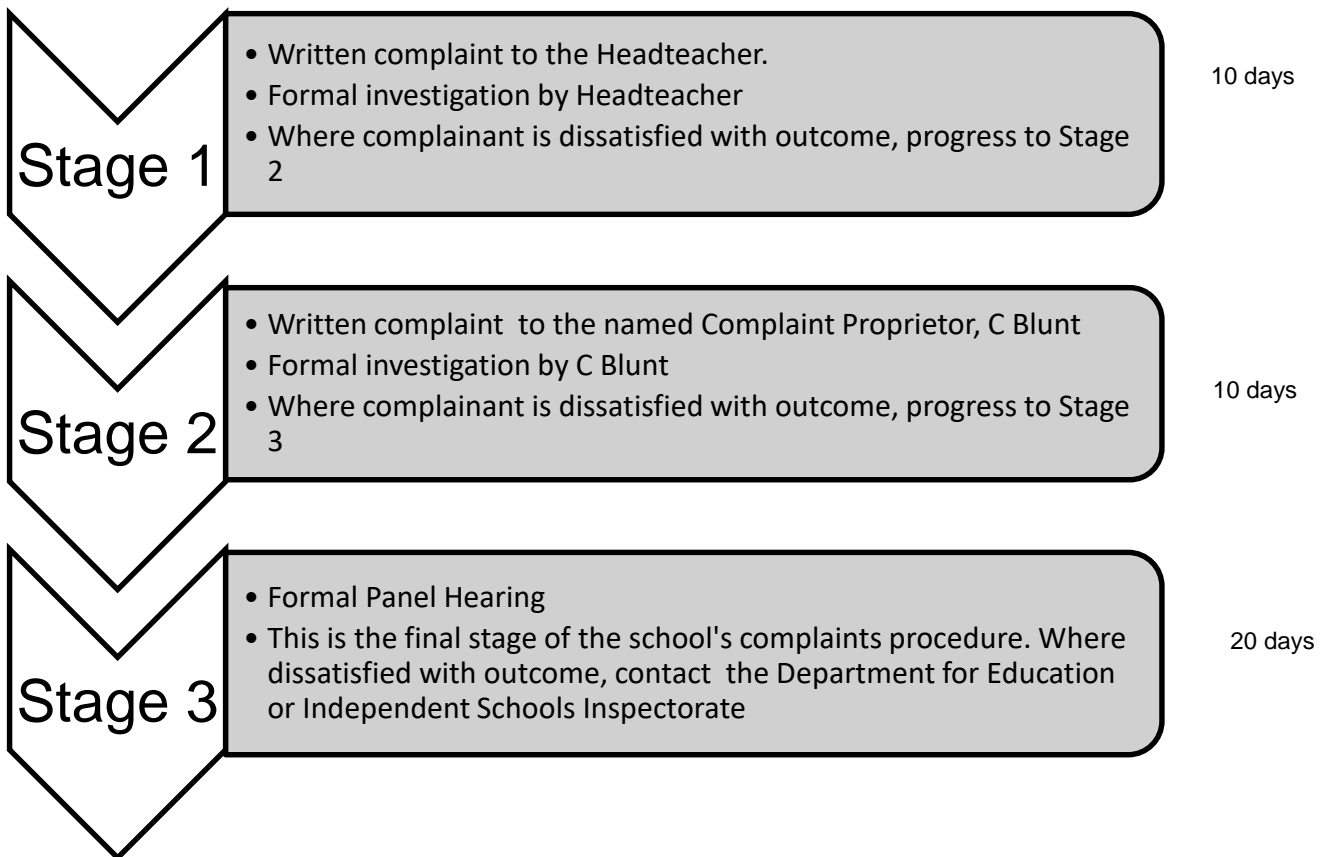 Stage 1
• Written complaint to the Headteacher.
• Formal investigation by Headteacher
• Where complainant is dissatisfied with outcome, progress to Stage
2
10 days
Stage 2
• Written complaint  to the named Complaint Proprietor, C Blunt
• Formal investigation by C Blunt
• Where complainant is dissatisfied with outcome, progress to Stage
3
10 days
Stage 3
• Formal Panel Hearing
• This is the final stage of the school's complaints procedure. Where
dissatisfied with outcome, contact  the Department for Education
or Independent Schools Inspectorate
20 days